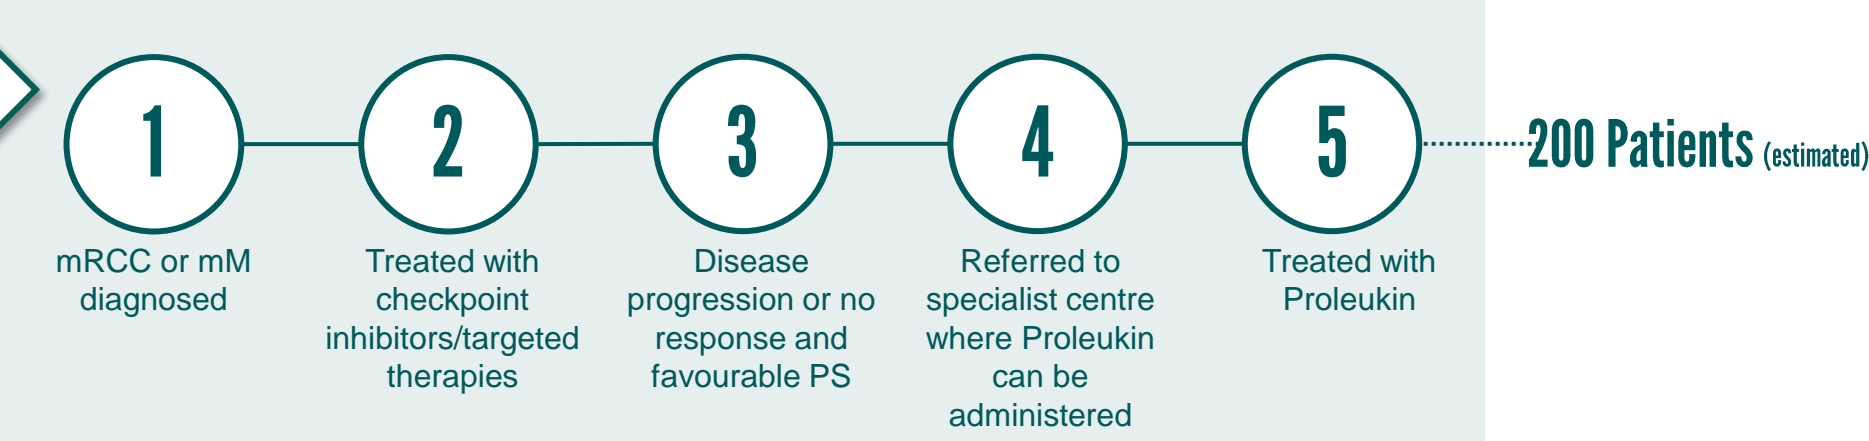 1
mRCC or mM
diagnosed
2
Treated with
checkpoint
inhibitors/targeted
therapies
3
Disease
progression or no
response and
favourable PS
4
Referred to
specialist centre
where Proleukin
can be
administered
5
Treated with
Proleukin
200 Patients (estimated)